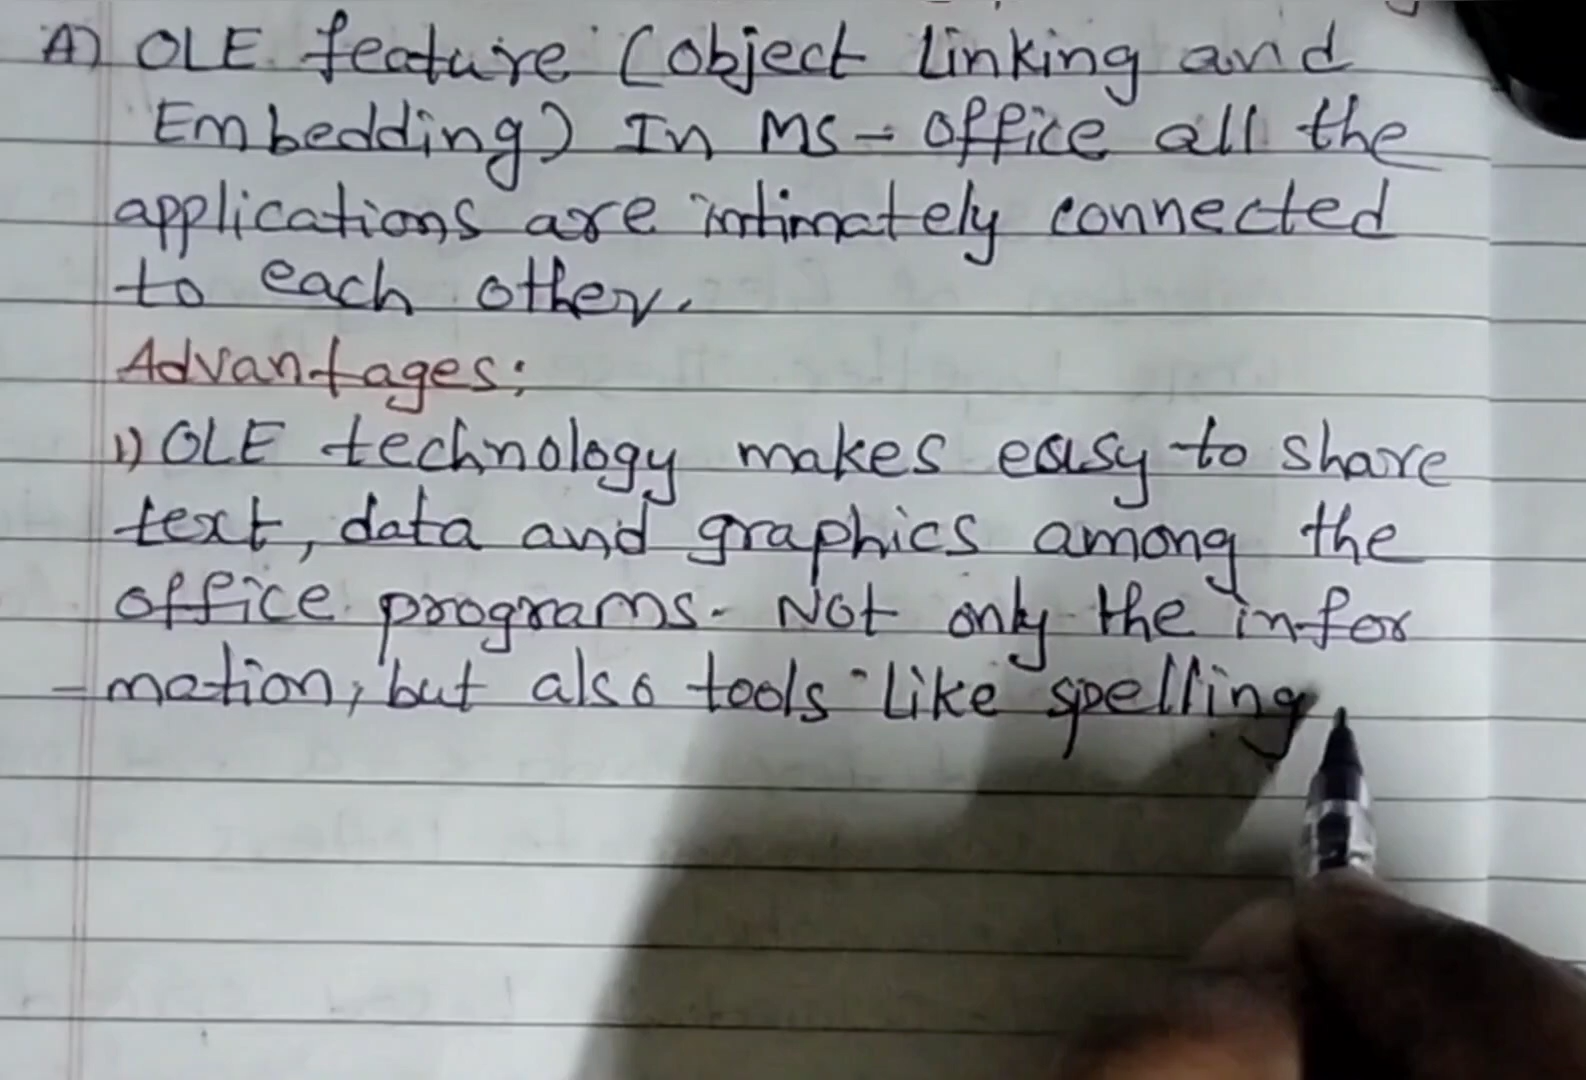 A) OLE feature (object linking and
Embedding) In MS - office all the
applications are intimately connected
to each other.
Advantages:
1) OLE technology makes easy to share
text, data and graphics among the
office programs. Not only the infor
-mation, but also tools like spelling